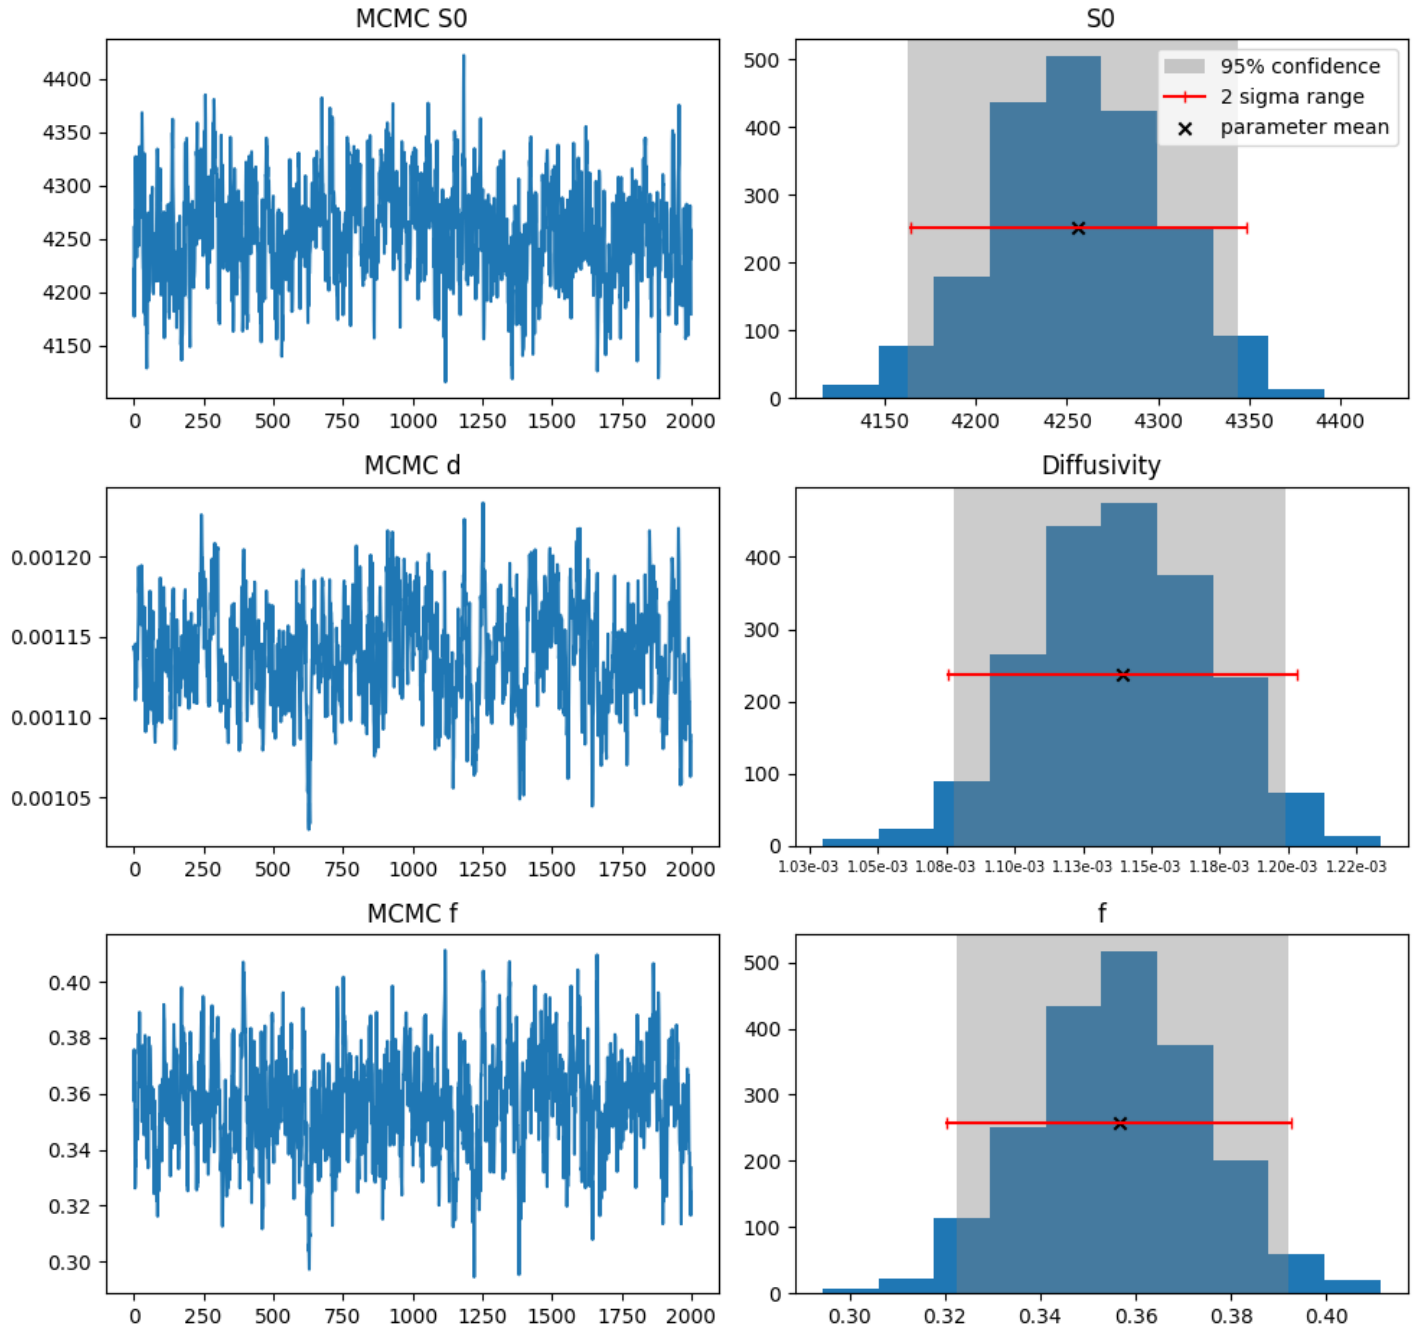 MCMC S0
4400
4350
4300
4250
4200
4150
0 250 500 750 1000 1250 1500 1750 2000
S0
500
400
300
200
100
0
95% confidence
2 sigma range
parameter mean
4150 4200 4250 4300 4350 4400
MCMC d
0.00120
0.00115
0.00110
0.00105
0 250 500 750 1000 1250 1500 1750 2000
Diffusivity
400
300
200
100
0
1.03e-03 1.05e-03 1.08e-03 1.10e-03 1.13e-03 1.15e-03 1.18e-03 1.20e-03 1.22e-03
MCMC f
0.40
0.38
0.36
0.34
0.32
0.30
0 250 500 750 1000 1250 1500 1750 2000
f
500
400
300
200
100
0
0.30 0.32 0.34 0.36 0.38 0.40